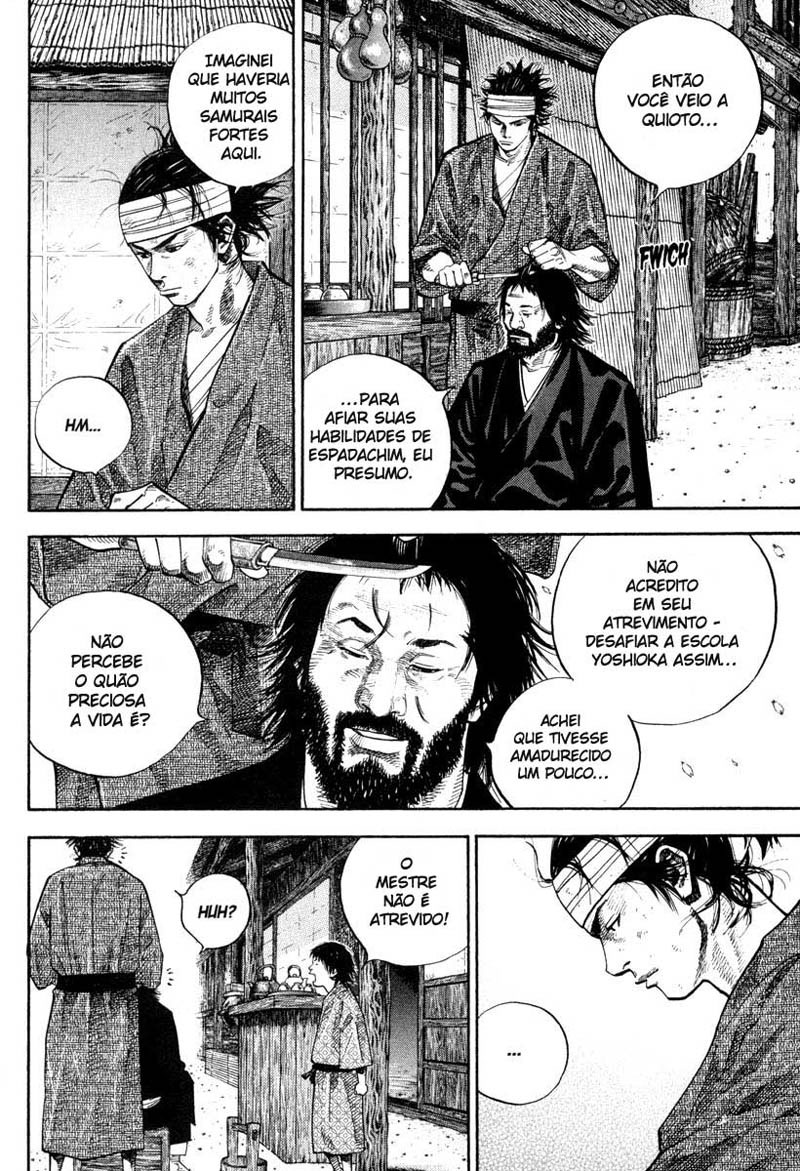 ENTÃO
VOCÊ VEIO A
QUIOTO...
FWICH
...PARA
AFIAR SUAS
HABILIDADES DE
ESPADACHIM, EU
PRESUMO.
IMAGINEI
QUE HAVERIA
MUITOS
SAMURAIS
FORTES
AQUI.
HM...
NÃO
ACREDITO
EM SEU
ATREVIMENTO -
DESAFIAR A ESCOLA
YOSHIOKA ASSIM...
ACHEI
QUE TIVESSE
AMADURECIDO
UM POUCO...
NÃO
PERCEBE
O QUÃO
PRECIOSA
A VIDA É?
...
O
MESTRE
NÃO É
ATREVIDO!
HUH?